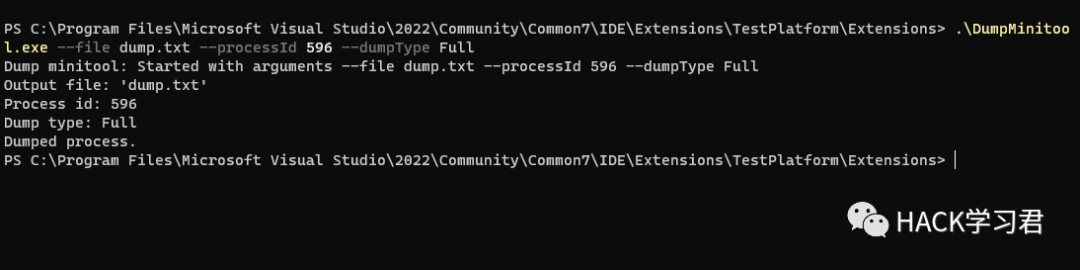 PS C:\Program Files\Microsoft Visual Studio\2022\Community\Common7\IDE\Extensions\TestPlatform\Extensions> .\DumpMinitoo
l.exe --file dump.txt --processId 596 --dumpType Full
Dump minitool: Started with arguments --file dump.txt --processId 596 --dumpType Full
Output file: 'dump.txt'
Process id: 596
Dump type: Full
Dumped process.
PS C:\Program Files\Microsoft Visual Studio\2022\Community\Common7\IDE\Extensions\TestPlatform\Extensions>
HACK学习君